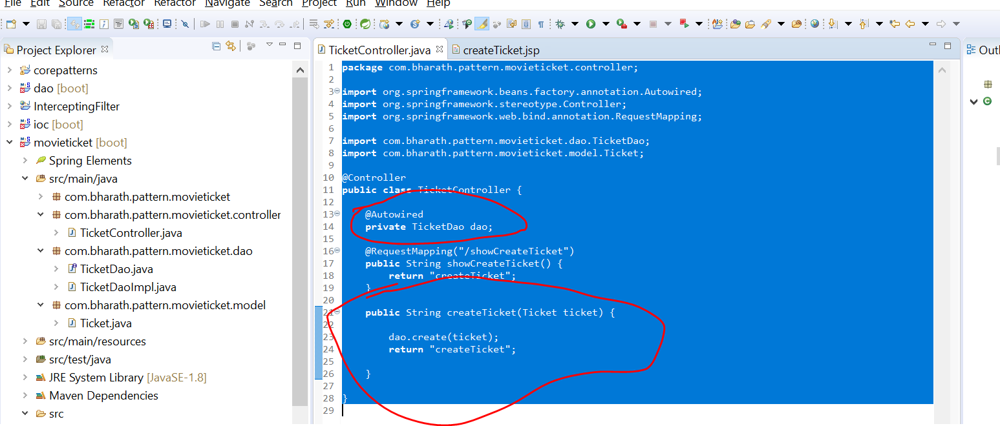 File Edit Source Refactor Refactor Navigate Search Project Run Window Help
Project Explorer
corepatterns
dao [boot]
InterceptingFilter
ioc [boot]
movieticket [boot]
Spring Elements
src/main/java
com.bharath.pattern.movieticket
com.bharath.pattern.movieticket.controller
TicketController.java
com.bharath.pattern.movieticket.dao
TicketDao.java
TicketDaoImpl.java
com.bharath.pattern.movieticket.model
Ticket.java
src/main/resources
src/test/java
JRE System Library [JavaSE-1.8]
Maven Dependencies
src
TicketController.java createTicket.jsp
1 package com.bharath.pattern.movieticket.controller;
2
3 import org.springframework.beans.factory.annotation.Autowired;
4 import org.springframework.stereotype.Controller;
5 import org.springframework.web.bind.annotation.RequestMapping;
6
7 import com.bharath.pattern.movieticket.dao.TicketDao;
8 import com.bharath.pattern.movieticket.model.Ticket;
9
10 @Controller
11 public class TicketController {
12
13 @Autowired
14 private TicketDao dao;
15
16 @RequestMapping("/showCreateTicket")
17 public String showCreateTicket() {
18 return "createTicket";
19 }
20
21 public String createTicket(Ticket ticket) {
22
23 dao.create(ticket);
24 return "createTicket";
25
26 }
27
28 }
29
Outl